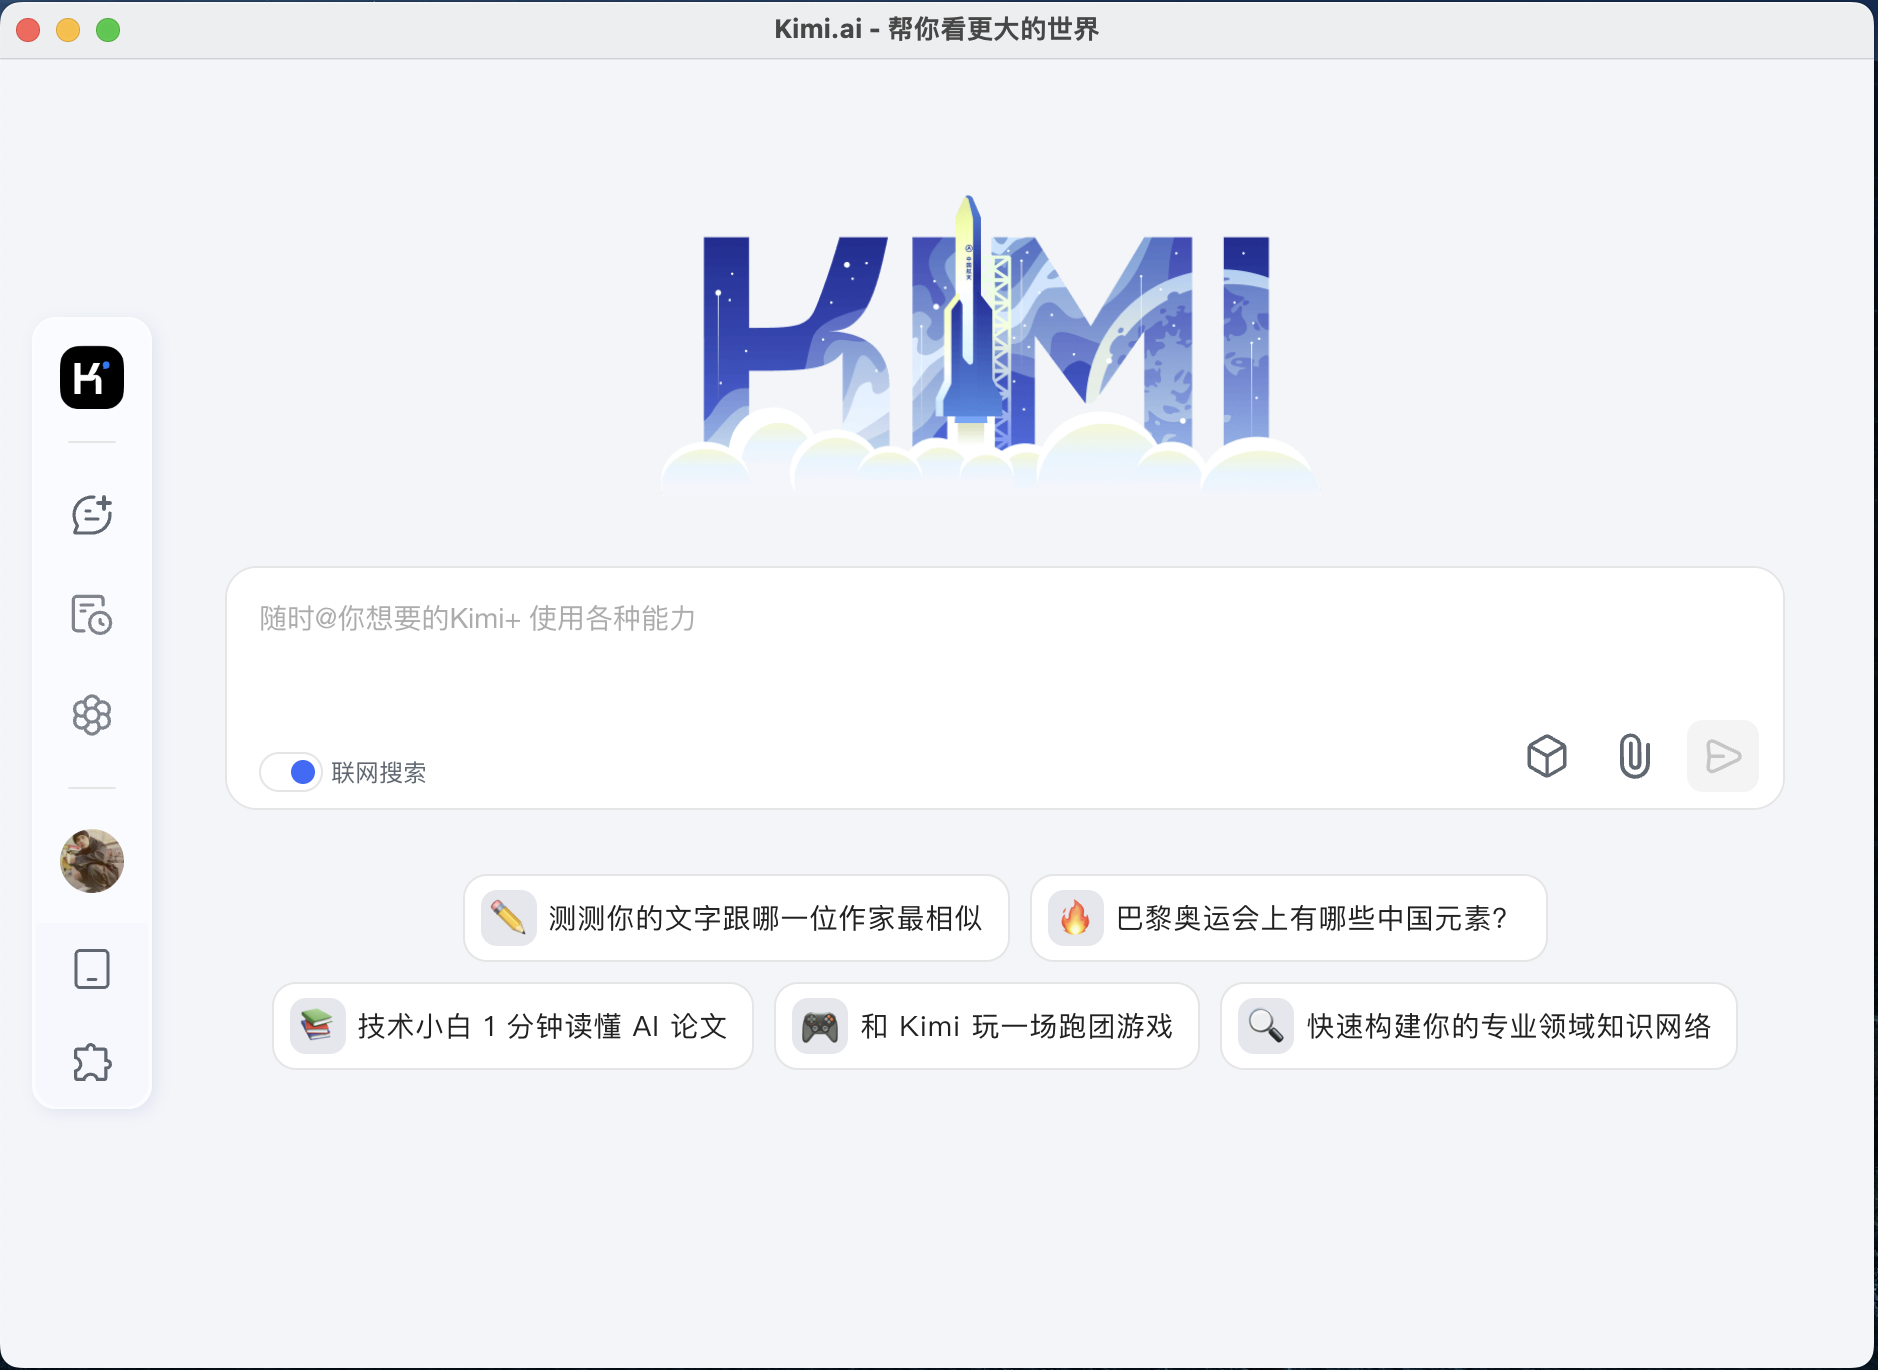 Kimi.ai - 帮你看更大的世界
KIMI
中国航天
K
随时@你想要的Kimi+ 使用各种能力
联网搜索
测测你的文字跟哪一位作家最相似
巴黎奥运会上有哪些中国元素?
技术小白 1 分钟读懂 AI 论文
和 Kimi 玩一场跑团游戏
快速构建你的专业领域知识网络